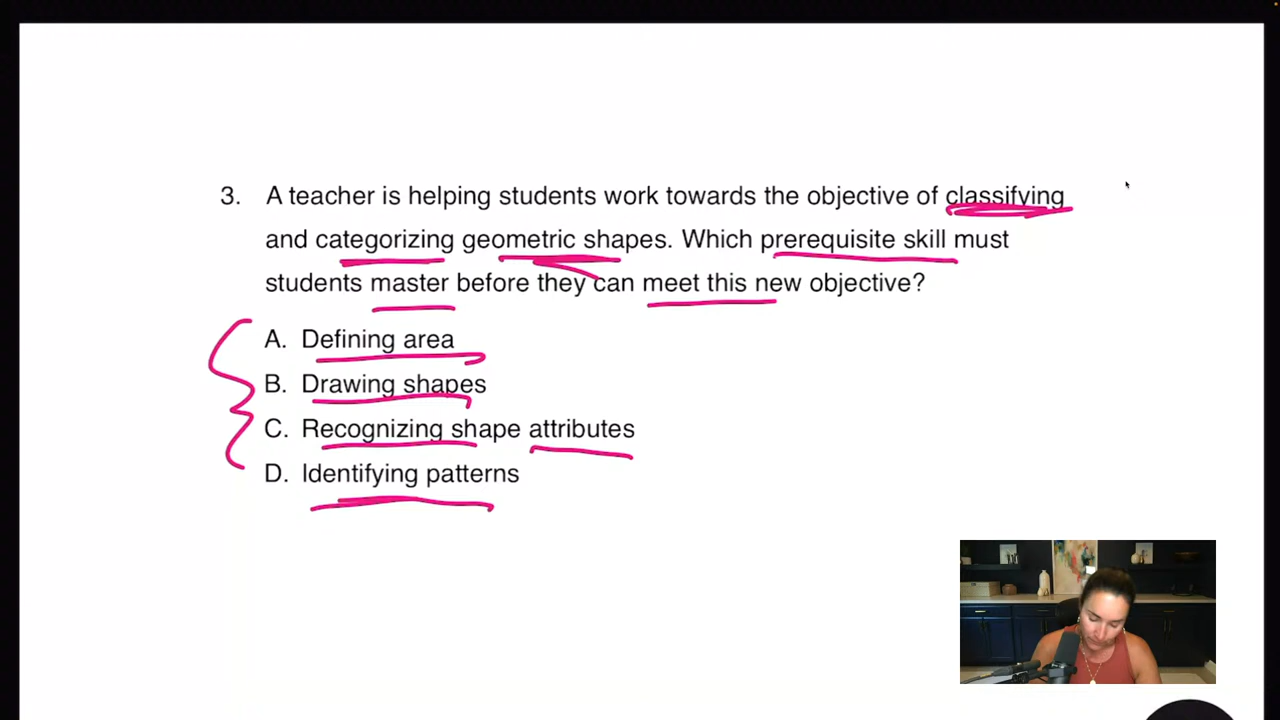 3. A teacher is helping students work towards the objective of classifying
and categorizing geometric shapes. Which prerequisite skill must
students master before they can meet this new objective?
A. Defining area
B. Drawing shapes
C. Recognizing shape attributes
D. Identifying patterns